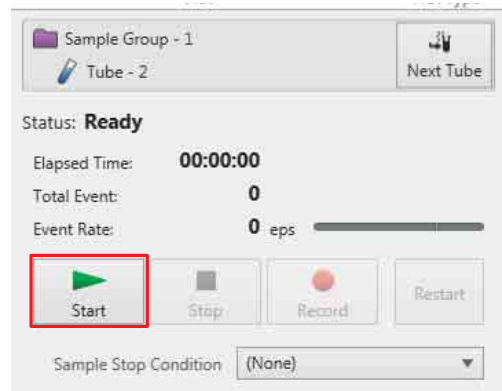 Sample Group - 1
Tube - 2
Next Tube
Status: Ready
Elapsed Time: 00:00:00
Total Event: 0
Event Rate: 0 eps
Start
Stop
Record
Restart
Sample Stop Condition (None)